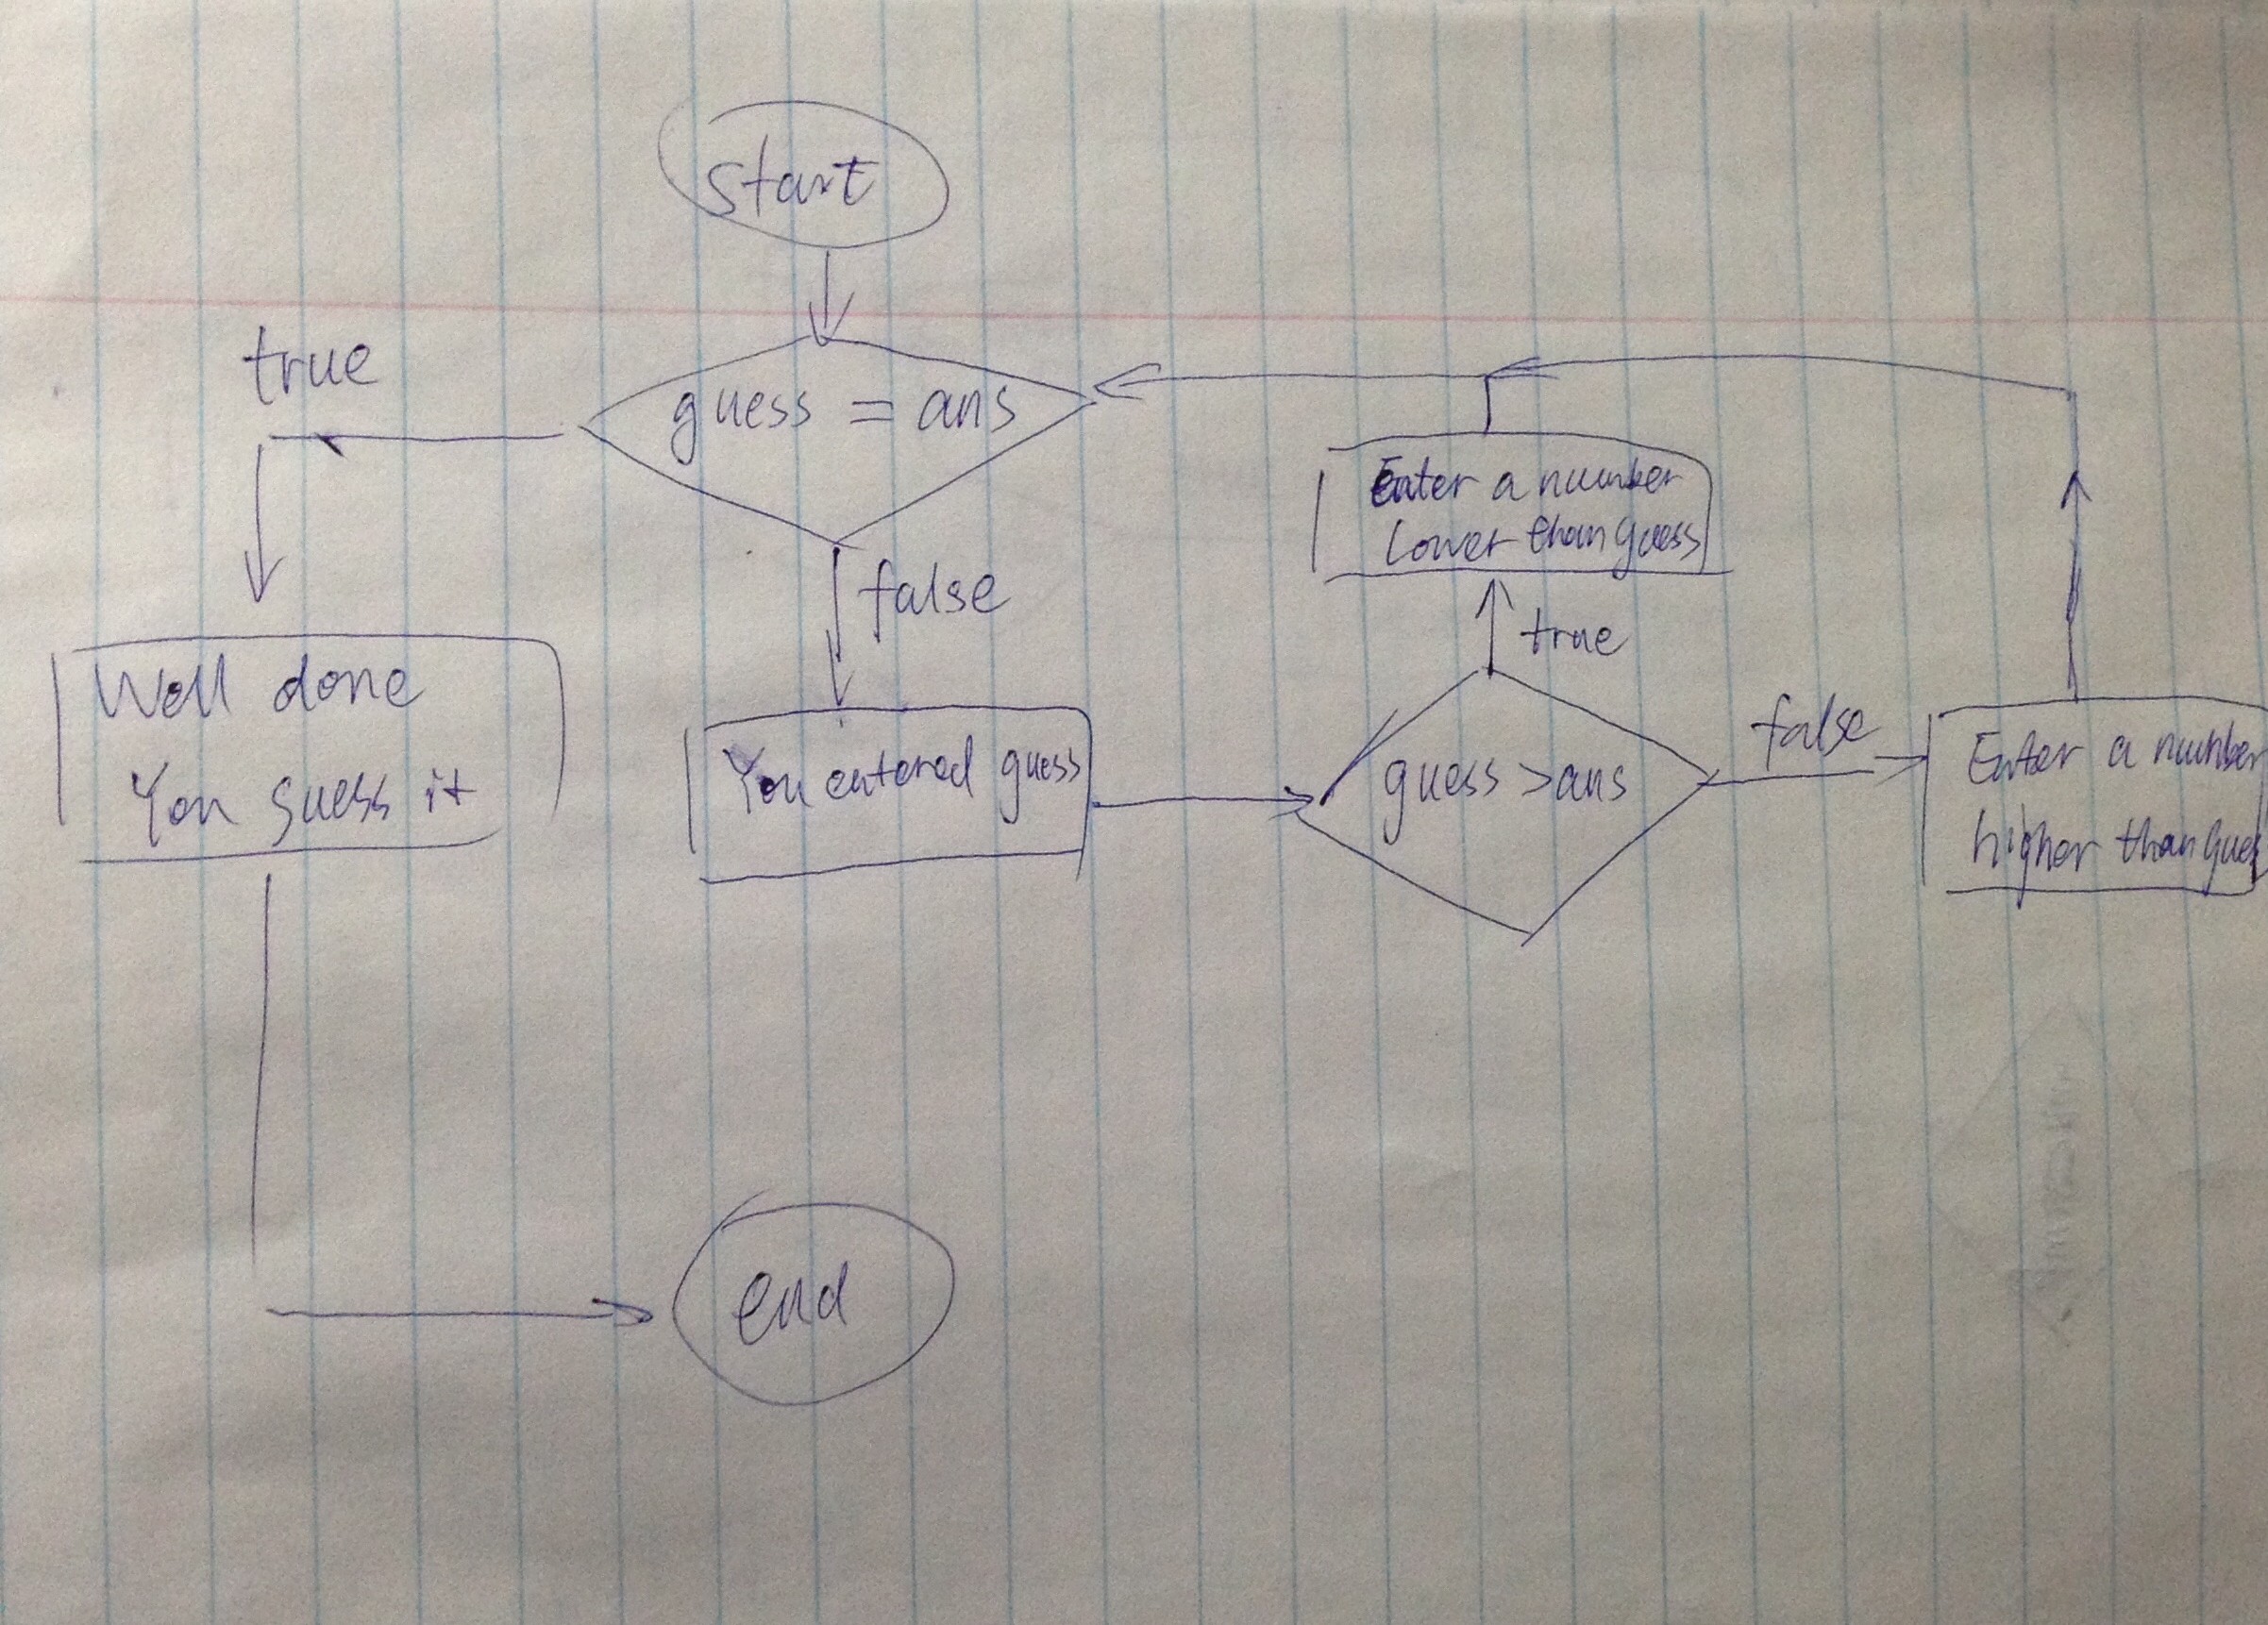 start
true
guess = ans
Enter a number
Lower than guess
false
true
Well done
You guess it
You entered guess
guess > ans
false
Enter a number
higher than gues
end